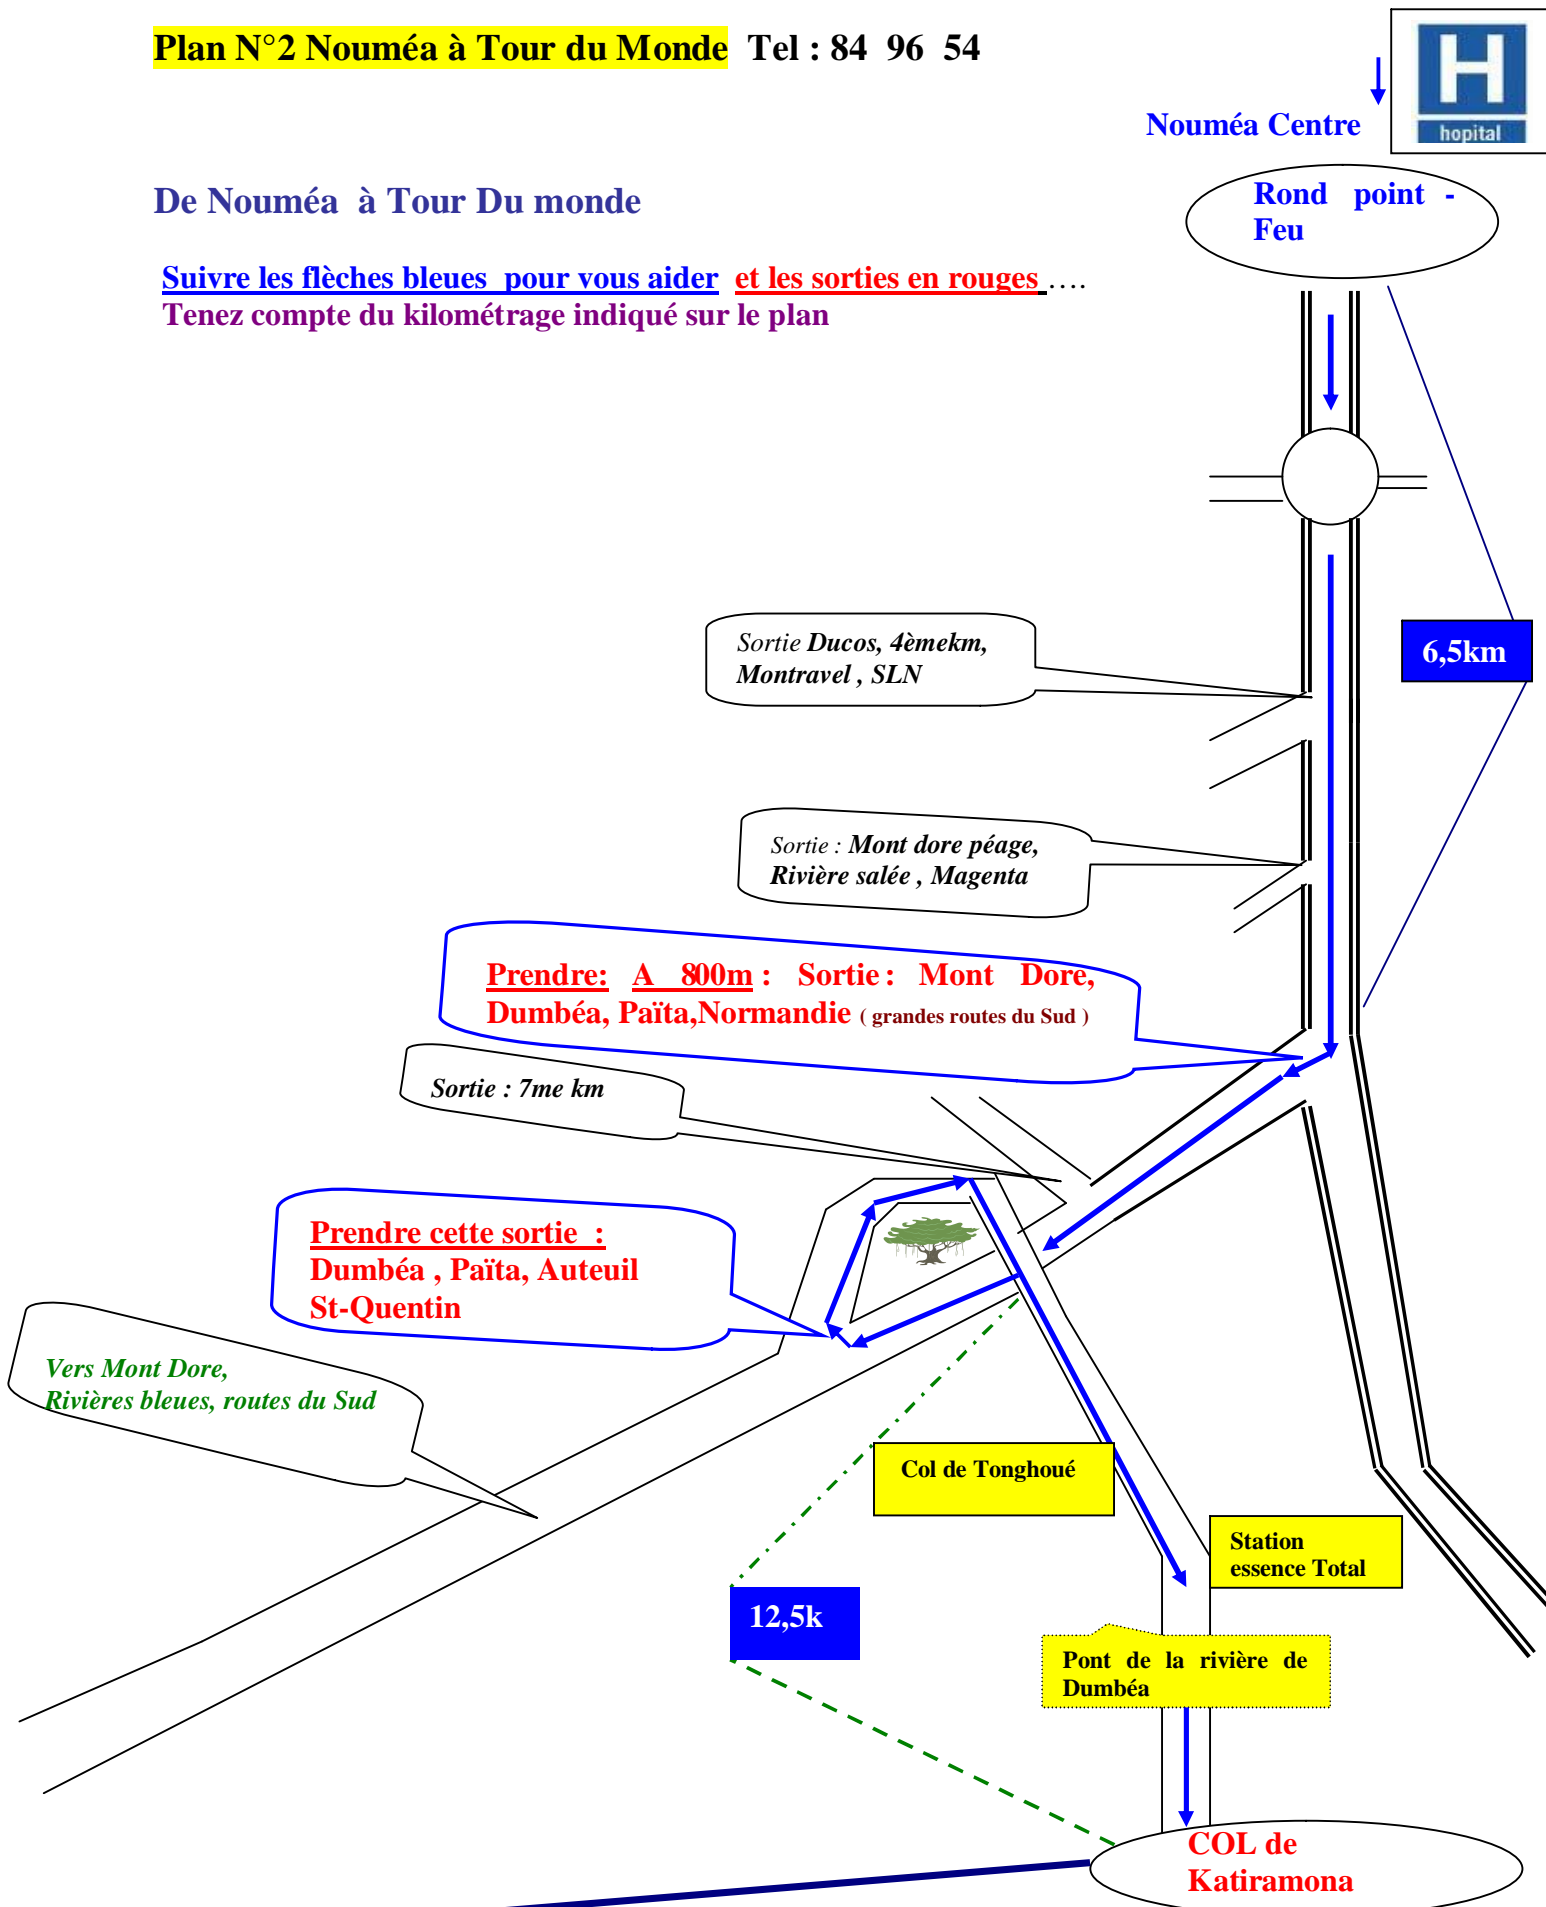 Plan N°2 Nouméa à Tour du Monde Tel : 84 96 54
H
hopital
Nouméa Centre
Rond point -
Feu
De Nouméa à Tour Du monde
Suivre les flèches bleues pour vous aider et les sorties en rouges ….
Tenez compte du kilométrage indiqué sur le plan
Sortie Ducos, 4èmekm,
Montravel , SLN
6,5km
Sortie : Mont dore péage,
Rivière salée , Magenta
Prendre: A 800m : Sortie : Mont Dore,
Dumbéa, Païta,Normandie ( grandes routes du Sud )
Sortie : 7me km
Prendre cette sortie :
Dumbéa , Païta, Auteuil
St-Quentin
Vers Mont Dore,
Rivières bleues, routes du Sud
Col de Tonghoué
Station
essence Total
12,5k
Pont de la rivière de
Dumbéa
COL de
Katiramona